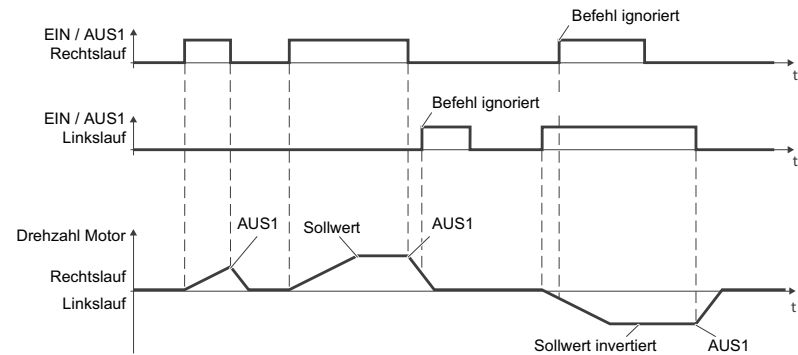 Befehl ignoriert
EIN / AUS1
Rechtslauf
t
Befehl ignoriert
EIN / AUS1
Linkslauf
t
Drehzahl Motor
AUS1
Sollwert
AUS1
Rechtslauf
Linkslauf
t
Sollwert invertiert
AUS1